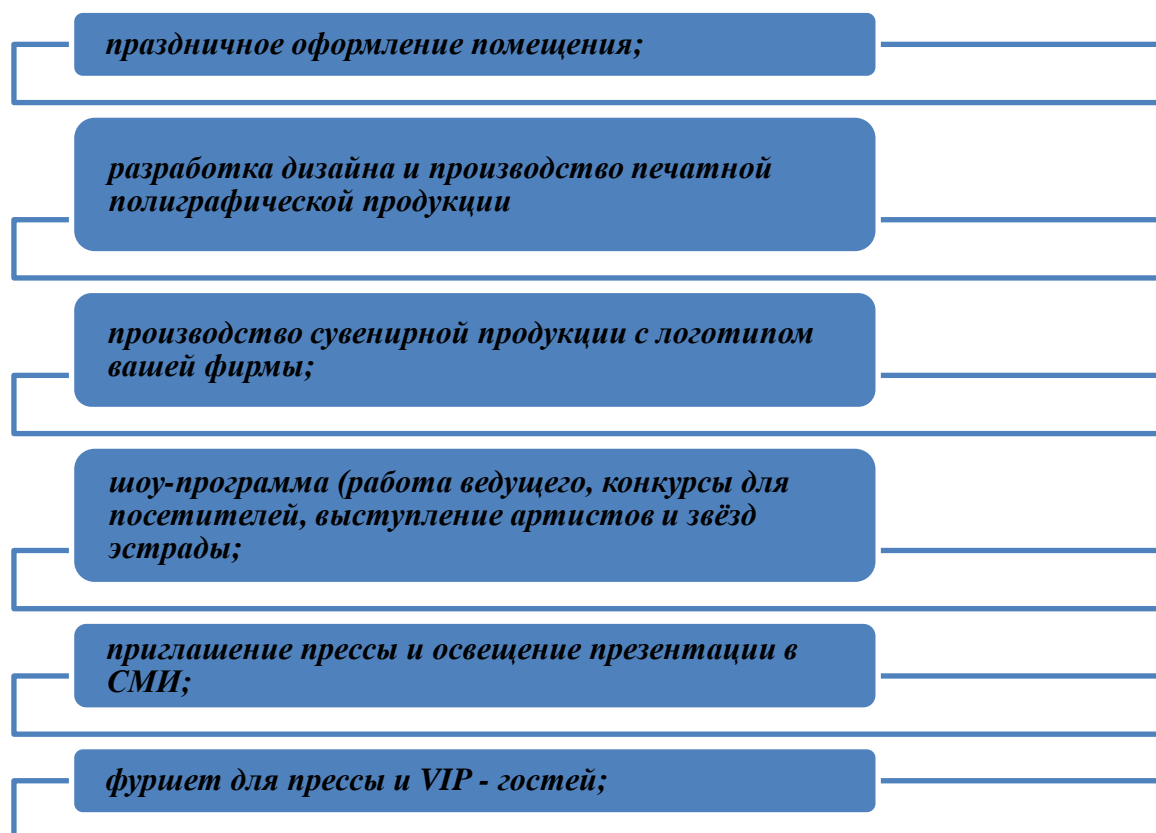 праздничное оформление помещения;
разработка дизайна и производство печатной
полиграфической продукции
производство сувенирной продукции с логотипом
вашей фирмы;
шоу-программа (работа ведущего, конкурсы для
посетителей, выступление артистов и звёзд
эстрады;
приглашение прессы и освещение презентации в
СМИ;
фуршет для прессы и VIP - гостей;